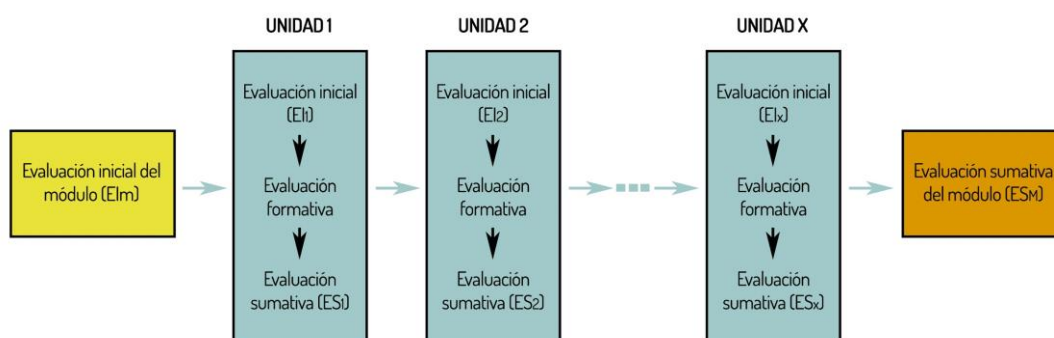 UNIDAD 1
UNIDAD 2
UNIDAD X
Evaluación inicial del
módulo (EIm)
Evaluación inicial
(EI1)
Evaluación
formativa
Evaluación
sumativa (ES1)
Evaluación inicial
(EI2)
Evaluación
formativa
Evaluación
sumativa (ES2)
Evaluación inicial
(EIx)
Evaluación
formativa
Evaluación
sumativa (ESx)
Evaluación sumativa
del módulo (ESM)